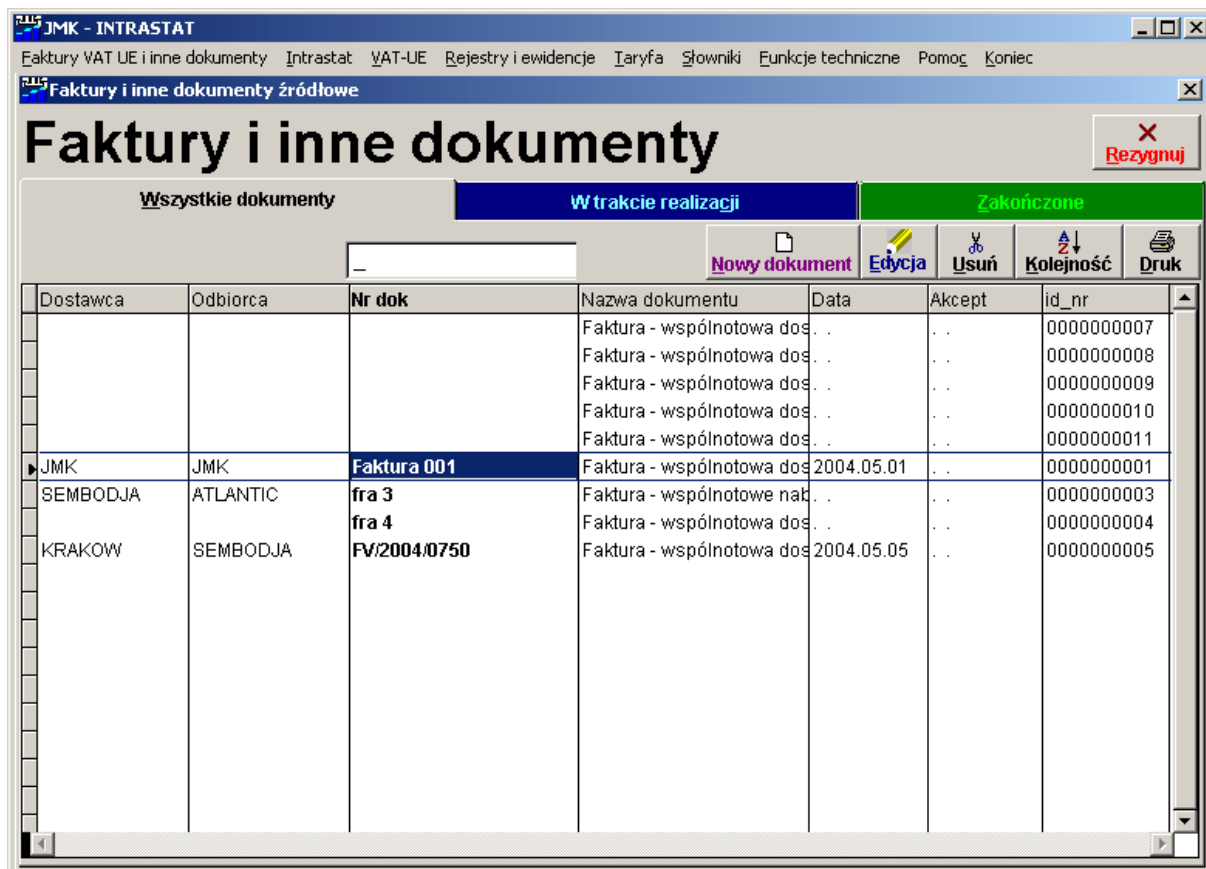 JMK - INTRASTAT
Faktury VAT UE i inne dokumenty Intrastat VAT-UE Rejestry i ewidencje Taryfa Słowniki Funkcje techniczne Pomoc Koniec
Faktury i inne dokumenty źródłowe
Faktury i inne dokumenty
Rezygnuj
Wszystkie dokumenty W trakcie realizacji Zakończone
_ Nowy dokument Edycja Usuń Kolejność Druk
Dostawca Odbiorca Nr dok Nazwa dokumentu Data Akcept id_nr
Faktura - wspólnotowa dos . . . . 0000000007
Faktura - wspólnotowa dos . . . . 0000000008
Faktura - wspólnotowa dos . . . . 0000000009
Faktura - wspólnotowa dos . . . . 0000000010
Faktura - wspólnotowa dos . . . . 0000000011
JMK JMK Faktura 001 Faktura - wspólnotowa dos 2004.05.01 . . 0000000001
SEMBODJA ATLANTIC fra 3 Faktura - wspólnotowe nab . . . . 0000000003
fra 4 Faktura - wspólnotowa dos . . . . 0000000004
KRAKOW SEMBODJA FV/2004/0750 Faktura - wspólnotowa dos 2004.05.05 . . 0000000005